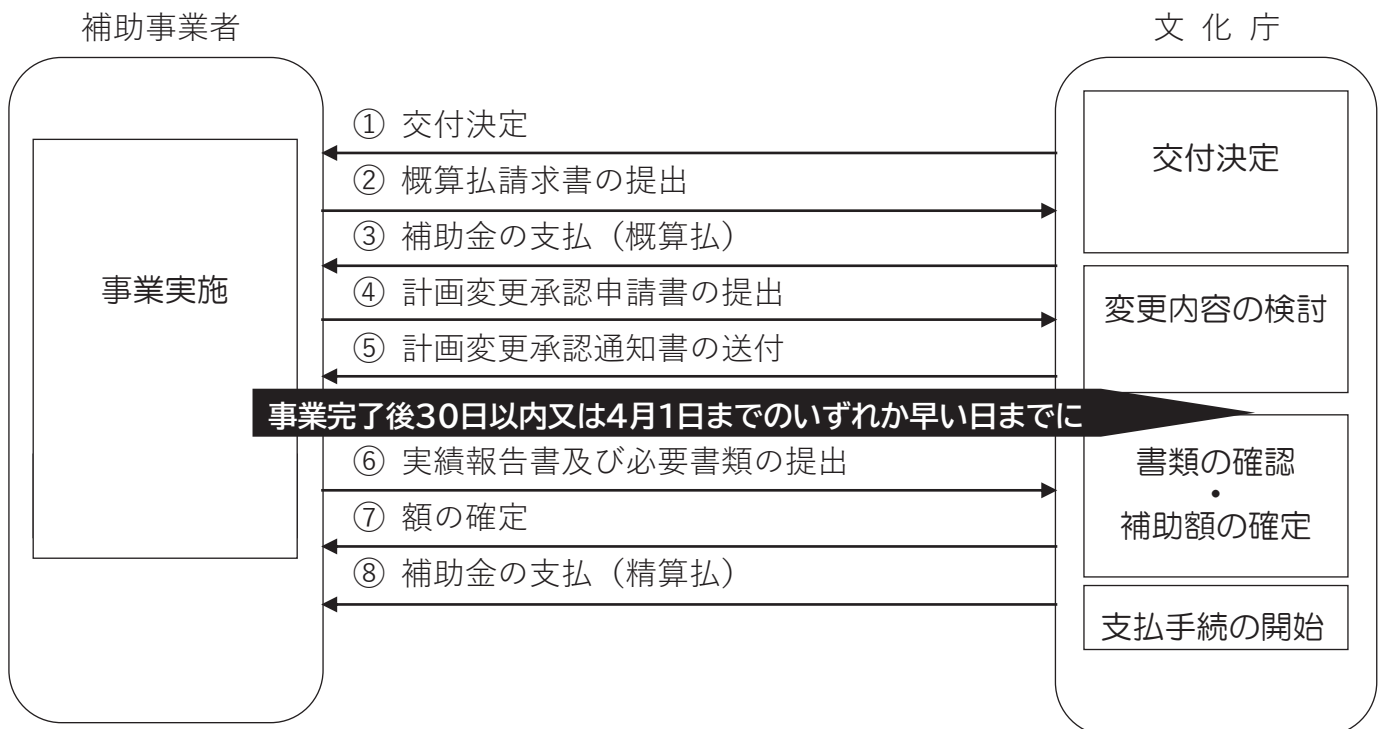 補助事業者
文化庁
① 交付決定
② 概算払請求書の提出
③ 補助金の支払（概算払）
④ 計画変更承認申請書の提出
⑤ 計画変更承認通知書の送付
事業完了後30日以内又は4月1日までのいずれか早い日までに
⑥ 実績報告書及び必要書類の提出
⑦ 額の確定
⑧ 補助金の支払（精算払）
事業実施
交付決定
変更内容の検討
書類の確認
・
補助額の確定
支払手続の開始